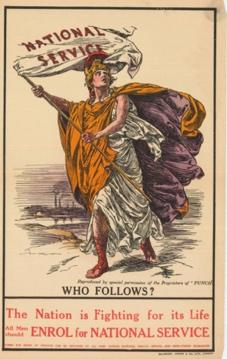 NATIONAL
SERVICE
Reproduced by special permission of the Proprietors of "PUNCH
WHO FOLLOWS?
The Nation is Fighting for its Life
All Men
should ENROL for NATIONAL SERVICE